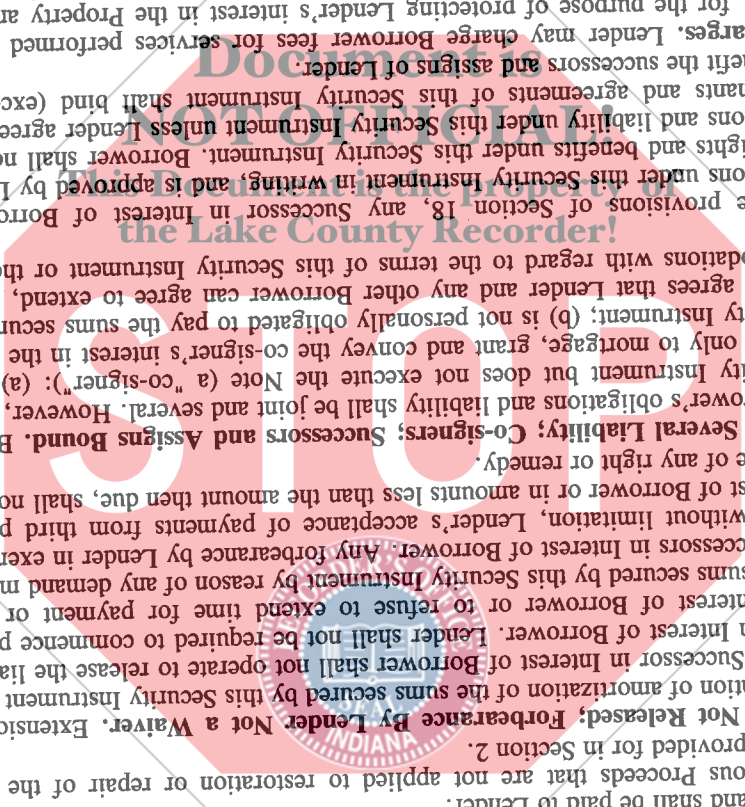 and shall be paid to Lender.
ous Proceeds that are not applied to restoration or repair of the
provided for in Section 2.
Not Released; Forbearance By Lender Not a Waiver. Extensio
tion of amortization of the sums secured by this Security Instrument
Successor in Interest of Borrower shall not operate to release the lia
n Interest of Borrower. Lender shall not be required to commence p
nterest of Borrower or to refuse to extend time for payment or
sums secured by this Security Instrument by reason of any demand m
ccessors in Interest of Borrower. Any forbearance by Lender in exer
without limitation, Lender's acceptance of payments from third p
st of Borrower or in amounts less than the amount then due, shall no
e of any right or remedy.
Several Liability; Co-signers; Successors and Assigns Bound. B
rower's obligations and liability shall be joint and several. However,
ity Instrument but does not execute the Note (a "co-signer"): (a)
only to mortgage, grant and convey the co-signer's interest in the
ty Instrument; (b) is not personally obligated to pay the sums secur
agrees that Lender and any other Borrower can agree to extend,
odations with regard to the terms of this Security Instrument or the
e provisions of Section 18, any Successor in Interest of Borro
ons under this Security Instrument in writing, and is approved by L
ights and benefits under this Security Instrument. Borrower shall no
ons and liability under this Security Instrument unless Lender agree
nants and agreements of this Security Instrument shall bind (exc
nefit the successors and assigns of Lender.
arges. Lender may charge Borrower fees for services performed
for the purpose of protecting Lender's interest in the Property ar
Document is
NOT OFFICIAL!
This Document is the property of
the Lake County Recorder!
STOP
RECORDER'S OFFICE
SEAL
INDIANA